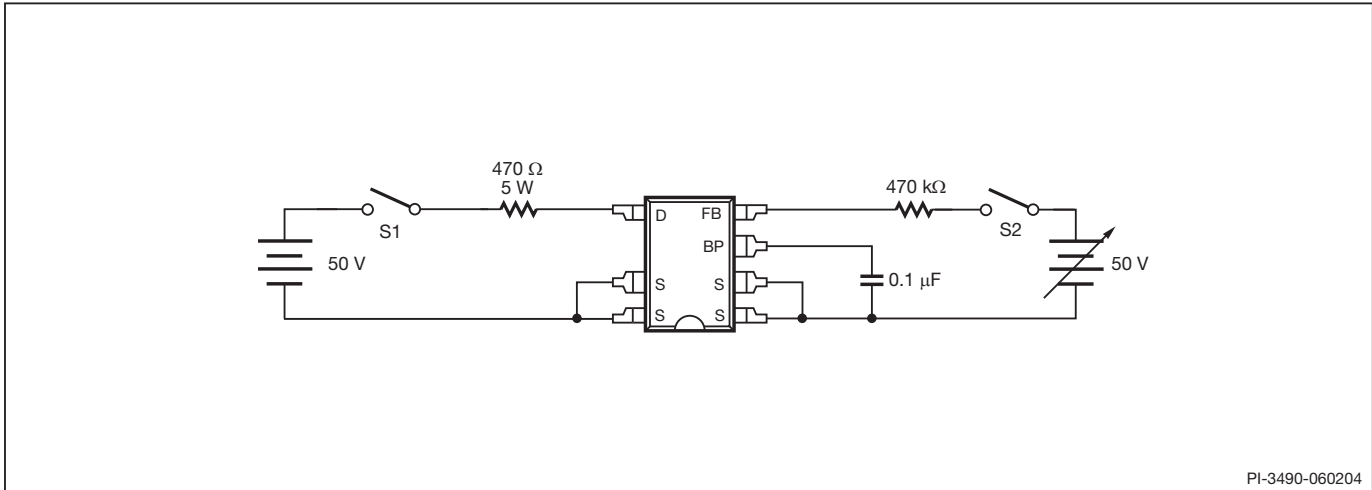 470 Ω
5 W
S1
50 V
D
S
S
FB
BP
S
S
470 kΩ
S2
50 V
0.1 µF
PI-3490-060204